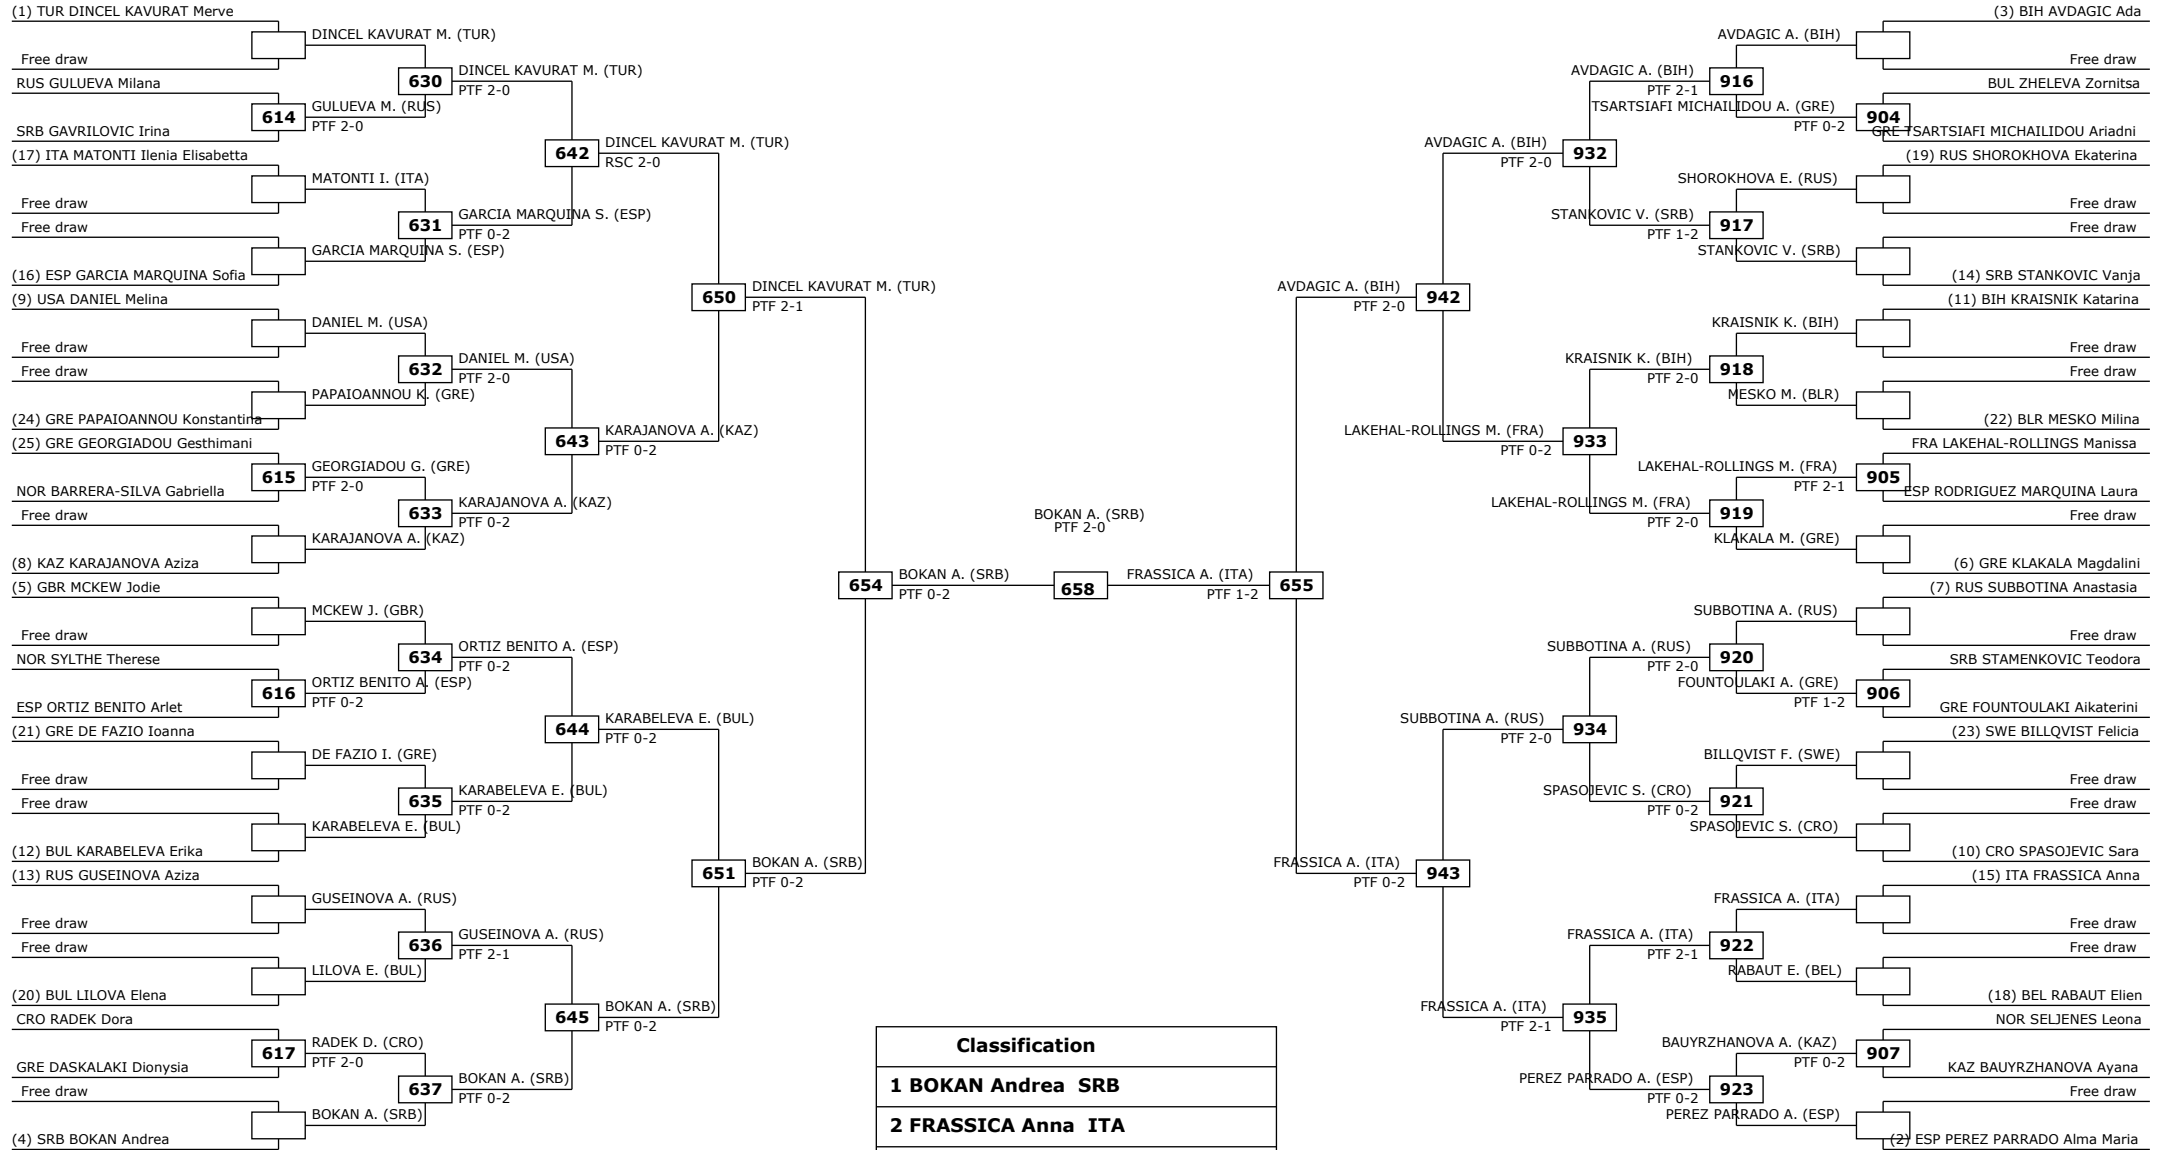 (1) TUR DINCEL KAVURAT Merve
DINCEL KAVURAT M. (TUR)
Free draw
630
DINCEL KAVURAT M. (TUR)
PTF 2-0
RUS GULUEVA Milana
614
GULUEVA M. (RUS)
PTF 2-0
SRB GAVRILOVIC Irina
642
DINCEL KAVURAT M. (TUR)
RSC 2-0
(17) ITA MATONTI Ilenia Elisabetta
MATONTI I. (ITA)
Free draw
631
GARCIA MARQUINA S. (ESP)
PTF 0-2
Free draw
GARCIA MARQUINA S. (ESP)
(16) ESP GARCIA MARQUINA Sofia
650
DINCEL KAVURAT M. (TUR)
PTF 2-1
(9) USA DANIEL Melina
DANIEL M. (USA)
Free draw
632
DANIEL M. (USA)
PTF 2-0
Free draw
PAPAIOANNOU K. (GRE)
(24) GRE PAPAIOANNOU Konstantina
643
KARAJANOVA A. (KAZ)
PTF 0-2
(25) GRE GEORGIADOU Gesthimani
615
GEORGIADOU G. (GRE)
PTF 2-0
NOR BARRERA-SILVA Gabriella
633
KARAJANOVA A. (KAZ)
PTF 0-2
Free draw
KARAJANOVA A. (KAZ)
(8) KAZ KARAJANOVA Aziza
654
BOKAN A. (SRB)
PTF 0-2
(5) GBR MCKEW Jodie
MCKEW J. (GBR)
Free draw
634
ORTIZ BENITO A. (ESP)
PTF 0-2
NOR SYLTHE Therese
616
ORTIZ BENITO A. (ESP)
PTF 0-2
ESP ORTIZ BENITO Arlet
644
KARABELEVA E. (BUL)
PTF 0-2
(21) GRE DE FAZIO Ioanna
DE FAZIO I. (GRE)
Free draw
635
KARABELEVA E. (BUL)
PTF 0-2
Free draw
KARABELEVA E. (BUL)
(12) BUL KARABELEVA Erika
651
BOKAN A. (SRB)
PTF 0-2
(13) RUS GUSEINOVA Aziza
GUSEINOVA A. (RUS)
Free draw
636
GUSEINOVA A. (RUS)
PTF 2-1
Free draw
LILOVA E. (BUL)
(20) BUL LILOVA Elena
645
BOKAN A. (SRB)
PTF 0-2
CRO RADEK Dora
617
RADEK D. (CRO)
PTF 2-0
GRE DASKALAKI Dionysia
637
BOKAN A. (SRB)
PTF 0-2
Free draw
BOKAN A. (SRB)
(4) SRB BOKAN Andrea
BOKAN A. (SRB)
PTF 2-0
658
(3) BIH AVDAGIC Ada
AVDAGIC A. (BIH)
Free draw
AVDAGIC A. (BIH)
PTF 2-1
916
BUL ZHELEVA Zornitsa
TSARTSIAFI MICHAILIDOU A. (GRE)
PTF 0-2
904
GRE TSARTSIAFI MICHAILIDOU Ariadni
AVDAGIC A. (BIH)
PTF 2-0
932
(19) RUS SHOROKHOVA Ekaterina
SHOROKHOVA E. (RUS)
Free draw
STANKOVIC V. (SRB)
PTF 1-2
917
Free draw
STANKOVIC V. (SRB)
(14) SRB STANKOVIC Vanja
AVDAGIC A. (BIH)
PTF 2-0
942
(11) BIH KRAISNIK Katarina
KRAISNIK K. (BIH)
Free draw
KRAISNIK K. (BIH)
PTF 2-0
918
Free draw
MESKO M. (BLR)
(22) BLR MESKO Milina
LAKEHAL-ROLLINGS M. (FRA)
PTF 0-2
933
FRA LAKEHAL-ROLLINGS Manissa
LAKEHAL-ROLLINGS M. (FRA)
PTF 2-1
905
ESP RODRIGUEZ MARQUINA Laura
LAKEHAL-ROLLINGS M. (FRA)
PTF 2-0
919
Free draw
KLAKALA M. (GRE)
(6) GRE KLAKALA Magdalini
FRASSICA A. (ITA)
PTF 1-2
655
(7) RUS SUBBOTINA Anastasia
SUBBOTINA A. (RUS)
Free draw
SUBBOTINA A. (RUS)
PTF 2-0
920
SRB STAMENKOVIC Teodora
FOUNTOULAKI A. (GRE)
PTF 1-2
906
GRE FOUNTOULAKI Aikaterini
SUBBOTINA A. (RUS)
PTF 2-0
934
(23) SWE BILLQVIST Felicia
BILLQVIST F. (SWE)
Free draw
SPASOJEVIC S. (CRO)
PTF 0-2
921
Free draw
SPASOJEVIC S. (CRO)
(10) CRO SPASOJEVIC Sara
FRASSICA A. (ITA)
PTF 0-2
943
(15) ITA FRASSICA Anna
FRASSICA A. (ITA)
Free draw
FRASSICA A. (ITA)
PTF 2-1
922
Free draw
RABAUT E. (BEL)
(18) BEL RABAUT Elien
FRASSICA A. (ITA)
PTF 2-1
935
NOR SELJENES Leona
BAUYRZHANOVA A. (KAZ)
PTF 0-2
907
KAZ BAUYRZHANOVA Ayana
PEREZ PARRADO A. (ESP)
PTF 0-2
923
Free draw
PEREZ PARRADO A. (ESP)
(2) ESP PEREZ PARRADO Alma Maria
Classification
1 BOKAN Andrea SRB
2 FRASSICA Anna ITA